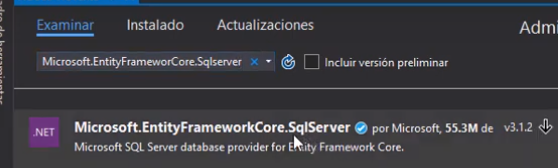 Examinar Instalado Actualizaciones Admi
Microsoft.EntityFrameworCore.Sqlserver Incluir versión preliminar
.NET Microsoft.EntityFrameworkCore.SqlServer por Microsoft, 55.3M de v3.1.2
Microsoft SQL Server database provider for Entity Framework Core.